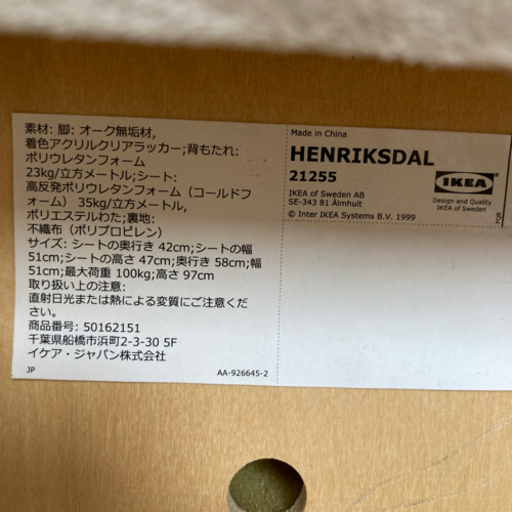 素材: 脚: オーク無垢材,
着色アクリルクリアラッカー;背もたれ:
ポリウレタンフォーム
23kg/立方メートル;シート:
高反発ポリウレタンフォーム（コールドフ
ォーム） 35kg/立方メートル,
ポリエステルわた;裏地:
不織布（ポリプロピレン）
サイズ: シートの奥行き 42cm;シートの幅
51cm;シートの高さ 47cm;奥行き 58cm;幅
51cm;最大荷重 100kg;高さ 97cm
取り扱い上の注意:
直射日光または熱による変質にご注意くだ
さい。
商品番号: 50162151
千葉県船橋市浜町2-3-30 5F
イケア・ジャパン株式会社
JP
AA-926645-2
Made in China
HENRIKSDAL
21255
IKEA of Sweden AB
SE-343 81 Älmhult
© Inter IKEA Systems B.V. 1999
IKEA
Design and Quality
IKEA of Sweden
PQR